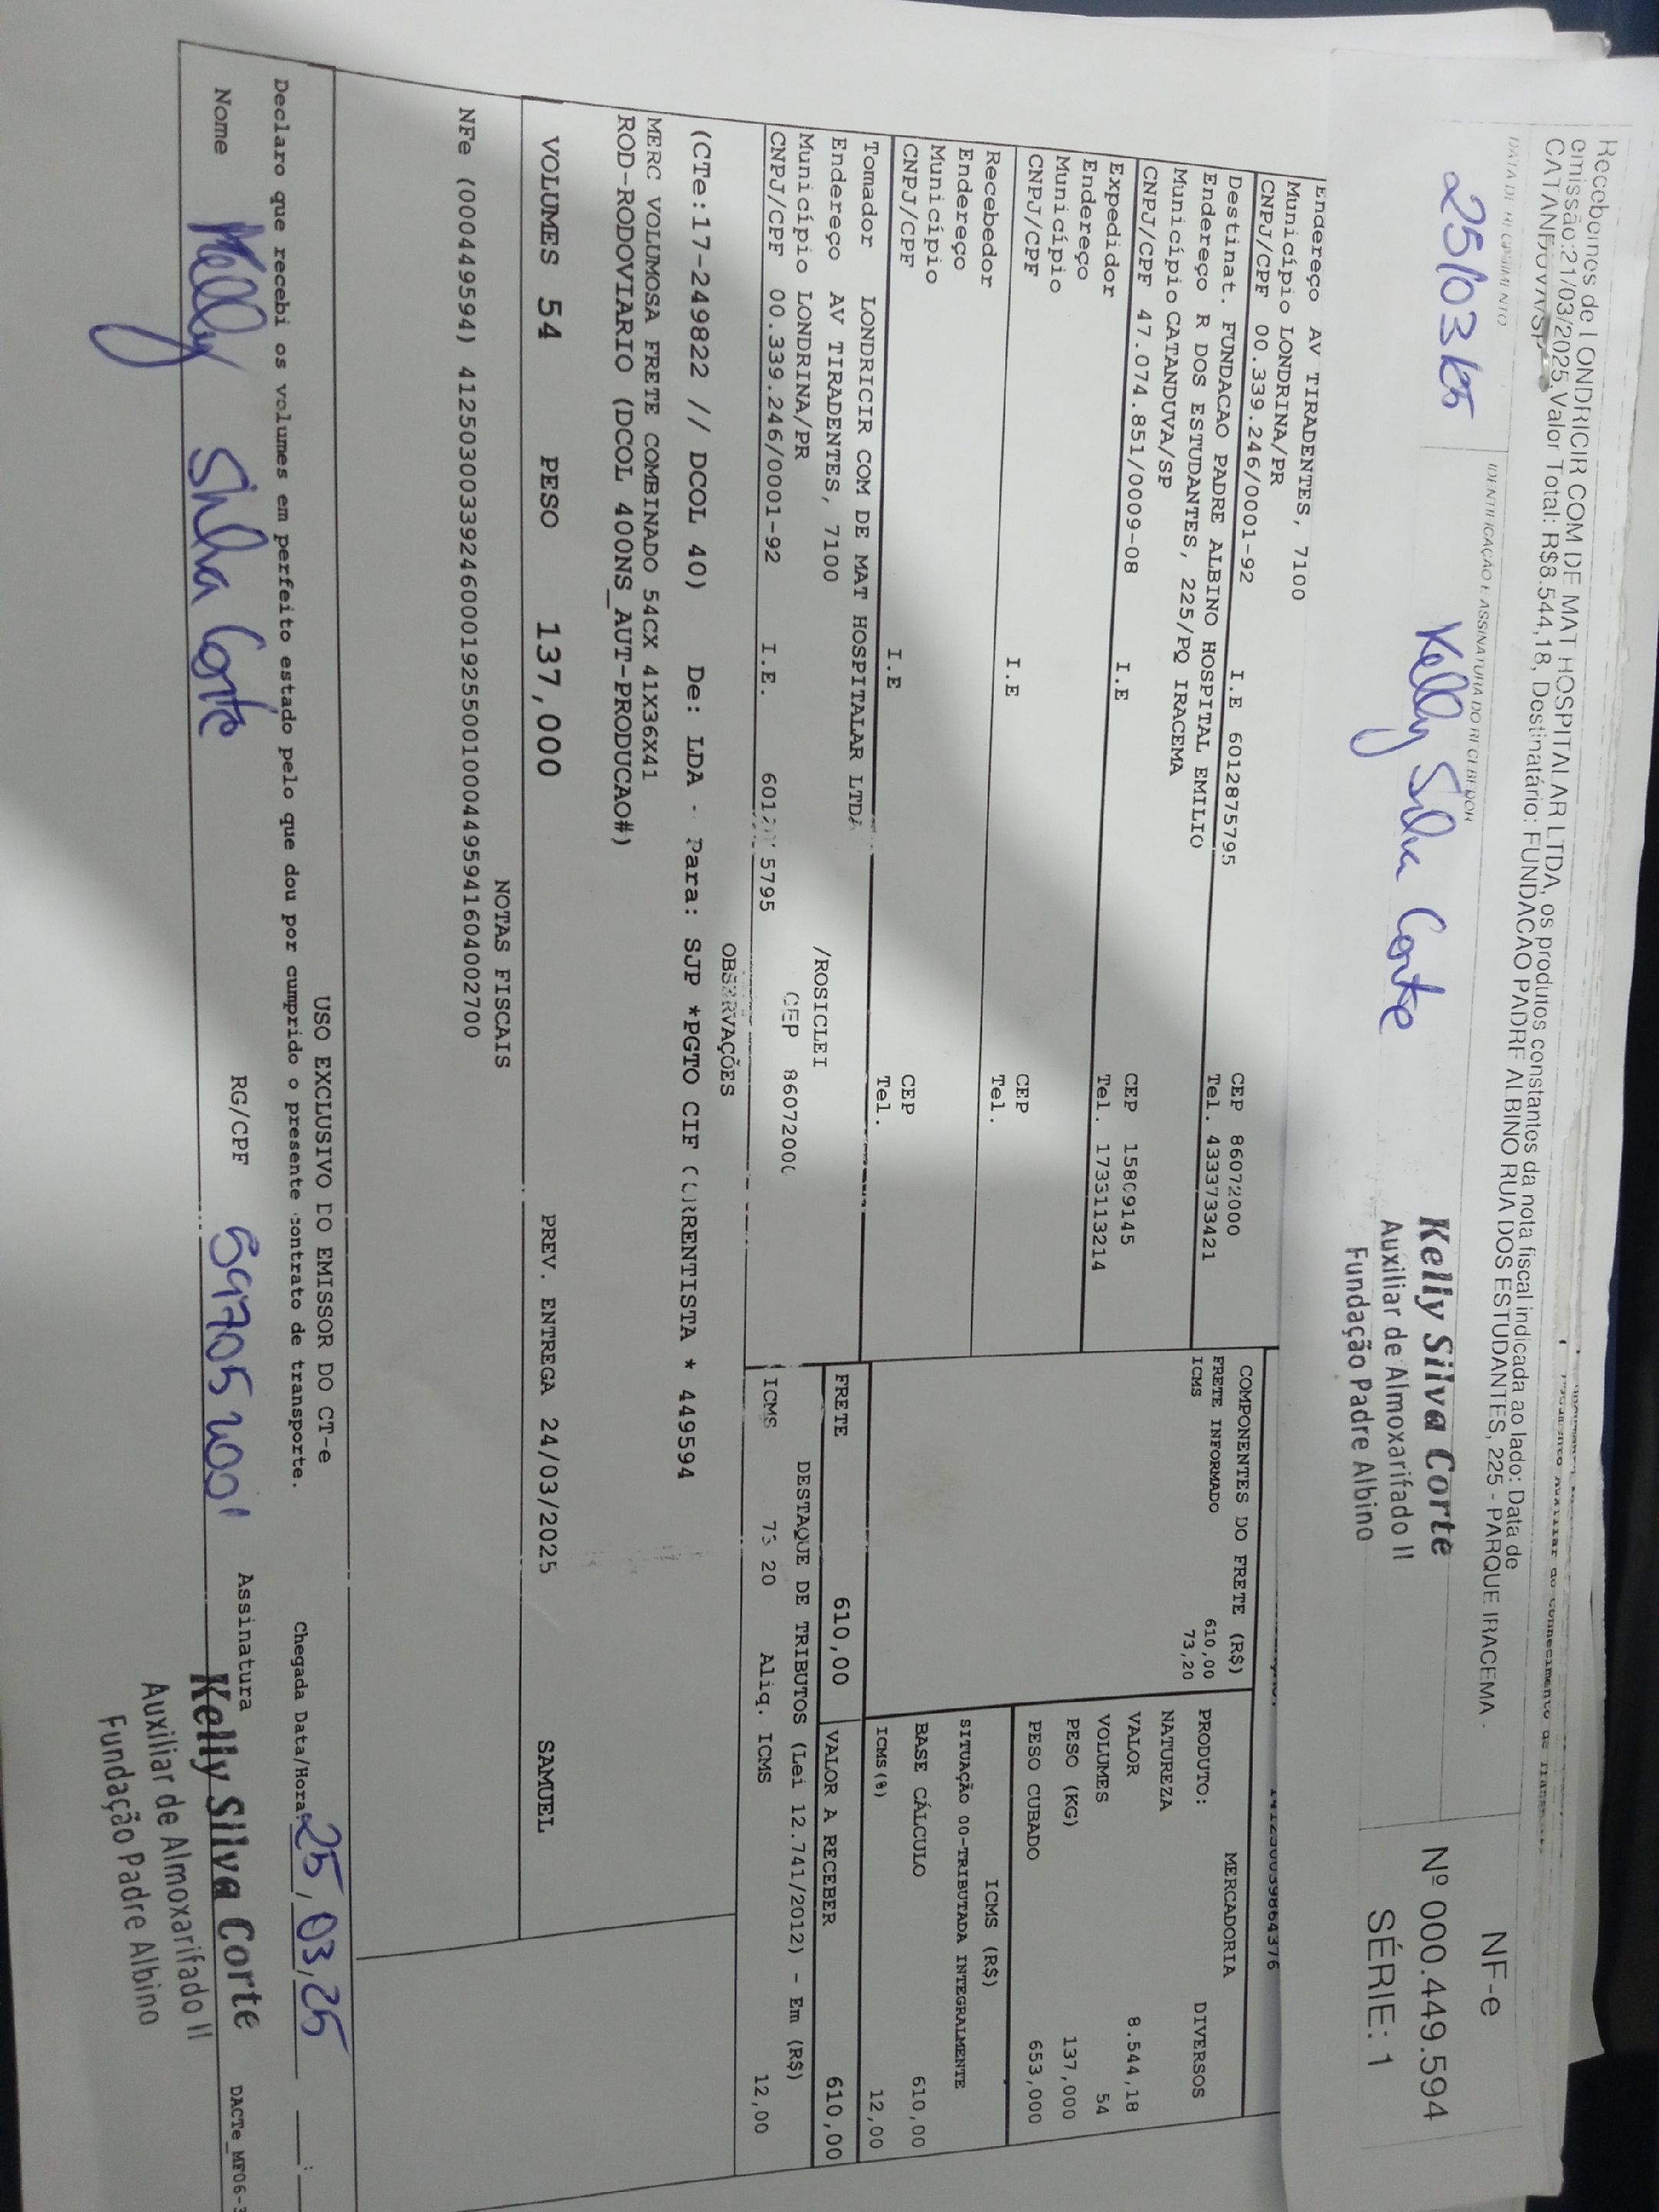 Recebemos de LONDRICIR COM DE MAT HOSPITALAR LTDA, os produtos constantes da nota fiscal indicada ao lado: Data de
emissão:21/03/2025,Valor Total: R$8.544,18, Destinatário: FUNDACAO PADRE ALBINO RUA DOS ESTUDANTES, 225 - PARQUE IRACEMA -
CATANDUVA/SP
DATA DE RECEBIMENTO
IDENTIFICAÇÃO E ASSINATURA DO RECEBEDOR
25/03/25
Kelly Silva Corte
Kelly Silva Corte
Auxiliar de Almoxarifado II
Fundação Padre Albino
NF-e
Nº 000.449.594
SÉRIE: 1
Endereço AV TIRADENTES, 7100
Município LONDRINA/PR CEP 86072000
CNPJ/CPF 00.339.246/0001-92 I.E 6012875795 Tel. 4333733421
Destinat. FUNDACAO PADRE ALBINO HOSPITAL EMILIO
Endereço R DOS ESTUDANTES, 225/PQ IRACEMA
Município CATANDUVA/SP CEP 15809145
CNPJ/CPF 47.074.851/0009-08 I.E Tel. 1733113214
Expedidor
Endereço
Município CEP
CNPJ/CPF I.E Tel.
Recebedor
Endereço
Município CEP
CNPJ/CPF I.E Tel.
Tomador LONDRICIR COM DE MAT HOSPITALAR LTDA
Endereço AV TIRADENTES, 7100 /ROSICLEI
Município LONDRINA/PR CEP 86072000
CNPJ/CPF 00.339.246/0001-92 I.E. 5795
COMPONENTES DO FRETE (R$)
FRETE INFORMADO 610,00
ICMS 73,20
MERCADORIA
PRODUTO: DIVERSOS
NATUREZA
VALOR 8.544,18
VOLUMES 54
PESO (KG) 137,000
PESO CUBADO 653,000
ICMS (R$)
SITUAÇÃO 00-TRIBUTADA INTEGRALMENTE
BASE CÁLCULO 610,00
ICMS(%) 12,00
FRETE 610,00 VALOR A RECEBER 610,00
DESTAQUE DE TRIBUTOS (Lei 12.741/2012) - Em (R$)
ICMS 73 20 Aliq. ICMS 12,00
OBSERVAÇÕES
(CTe:17-249822 // DCOL 40) De: LDA - Para: SJP *PGTO CIF CORRENTISTA * 449594
MERC VOLUMOSA FRETE COMBINADO 54CX 41X36X41
ROD-RODOVIARIO (DCOL 400NS_AUT-PRODUCAO#)
VOLUMES 54 PESO 137,000 PREV. ENTREGA 24/03/2025 SAMUEL
NOTAS FISCAIS
NFe (000449594) 41250300339246000192550010004495941604002700
USO EXCLUSIVO DO EMISSOR DO CT-e
Declaro que recebi os volumes em perfeito estado pelo que dou por cumprido o presente contrato de transporte. Chegada Data/Hora: 25/03/25
Nome Kelly Silva Corte RG/CPF Assinatura DACTe_MF06-
Kelly Silva Corte
Auxiliar de Almoxarifado II
Fundação Padre Albino